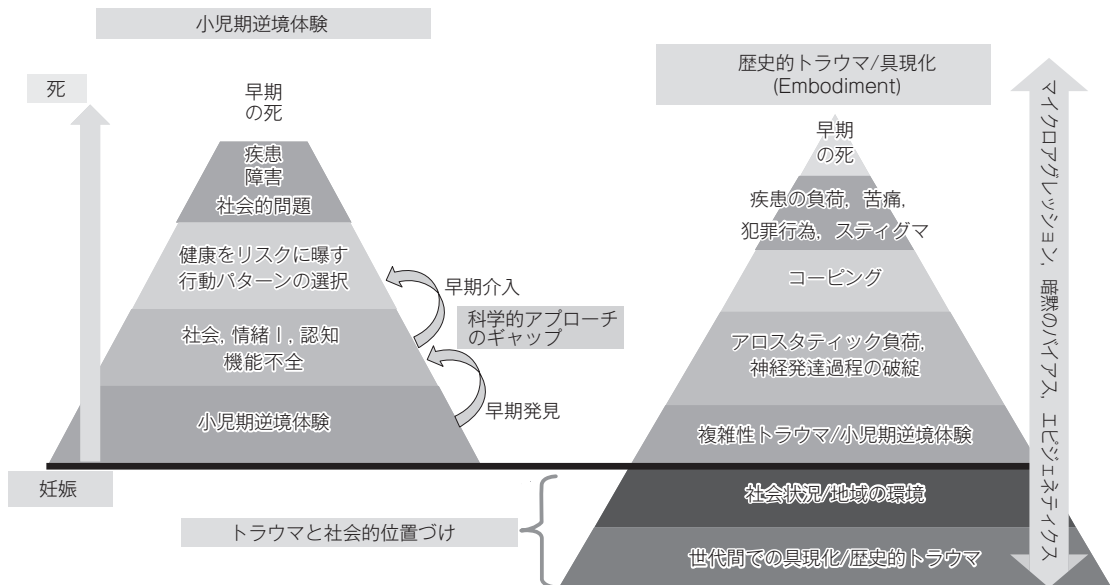 小児期逆境体験
死
早期
の死
疾患
障害
社会的問題
健康をリスクに曝す
行動パターンの選択
社会, 情緒 l , 認知
機能不全
小児期逆境体験
早期介入
科学的アプローチ
のギャップ
早期発見
妊娠
トラウマと社会的位置づけ
歴史的トラウマ/具現化
(Embodiment)
早期
の死
疾患の負荷, 苦痛,
犯罪行為, スティグマ
コーピング
アロスタティック負荷,
神経発達過程の破綻
複雑性トラウマ/小児期逆境体験
社会状況/地域の環境
世代間での具現化/歴史的トラウマ
マイクロアグレッション, 暗黙のバイアス, エピジェネティクス